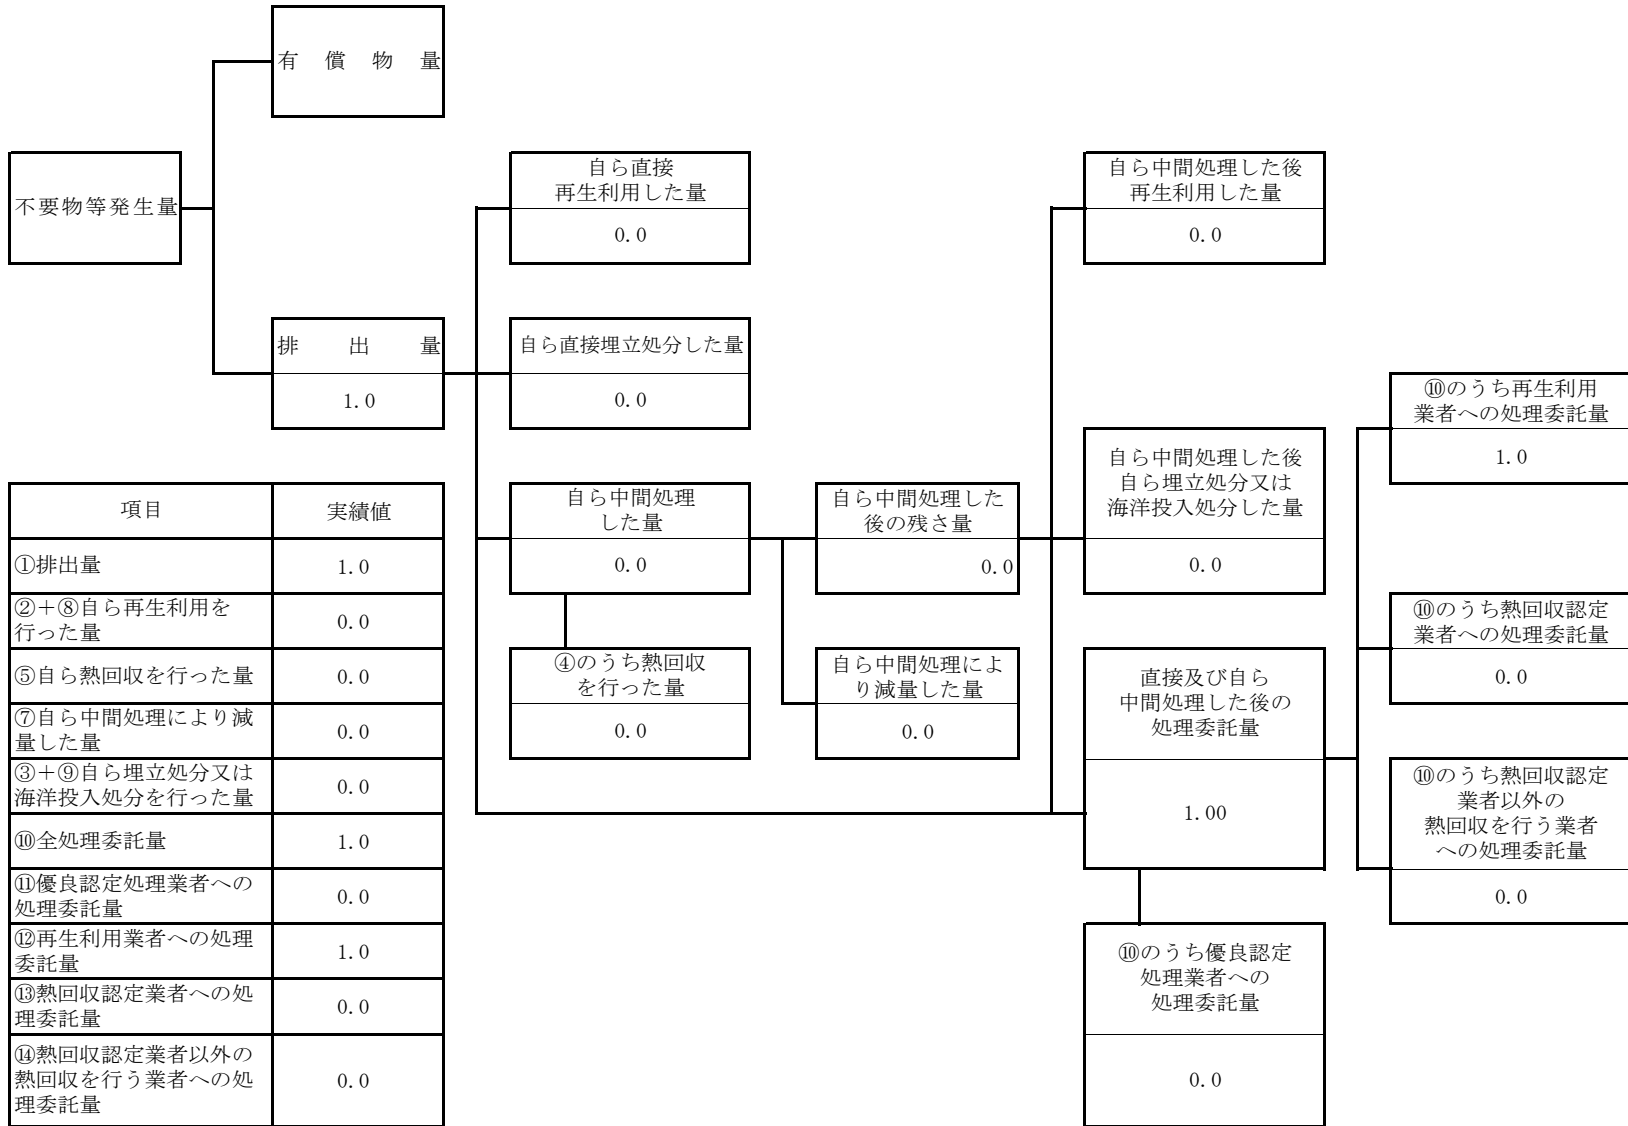 有償物量
不要物等発生量
自ら直接
再生利用した量
0.0
自ら中間処理した後
再生利用した量
0.0
排出量
1.0
自ら直接埋立処分した量
0.0
⑩のうち再生利用
業者への処理委託量
1.0
自ら中間処理
した量
0.0
自ら中間処理した
後の残さ量
0.0
自ら中間処理した後
自ら埋立処分又は
海洋投入処分した量
0.0
④のうち熱回収
を行った量
0.0
自ら中間処理によ
り減量した量
0.0
直接及び自ら
中間処理した後の
処理委託量
1.00
⑩のうち熱回収認定
業者への処理委託量
0.0
⑩のうち熱回収認定
業者以外の
熱回収を行う業者
への処理委託量
0.0
⑩のうち優良認定
処理業者への
処理委託量
0.0
項目 実績値
①排出量 1.0
②＋⑧自ら再生利用を
行った量 0.0
⑤自ら熱回収を行った量 0.0
⑦自ら中間処理により減
量した量 0.0
③＋⑨自ら埋立処分又は
海洋投入処分を行った量 0.0
⑩全処理委託量 1.0
⑪優良認定処理業者への
処理委託量 0.0
⑫再生利用業者への処理
委託量 1.0
⑬熱回収認定業者への処
理委託量 0.0
⑭熱回収認定業者以外の
熱回収を行う業者への処 0.0
理委託量